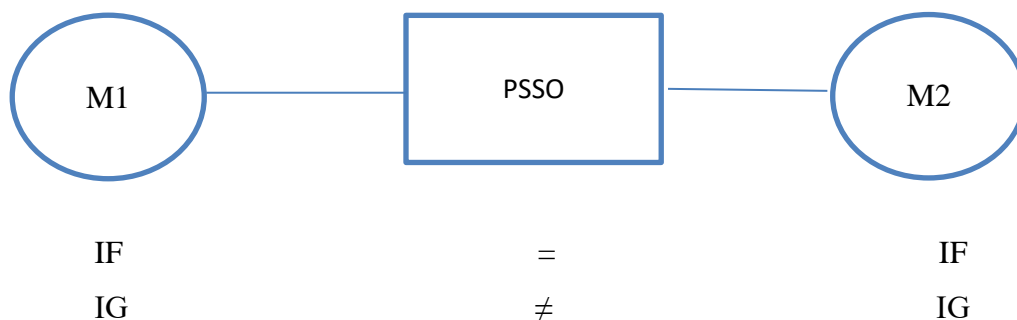 M1 PSSO M2
IF = IF
IG ≠ IG